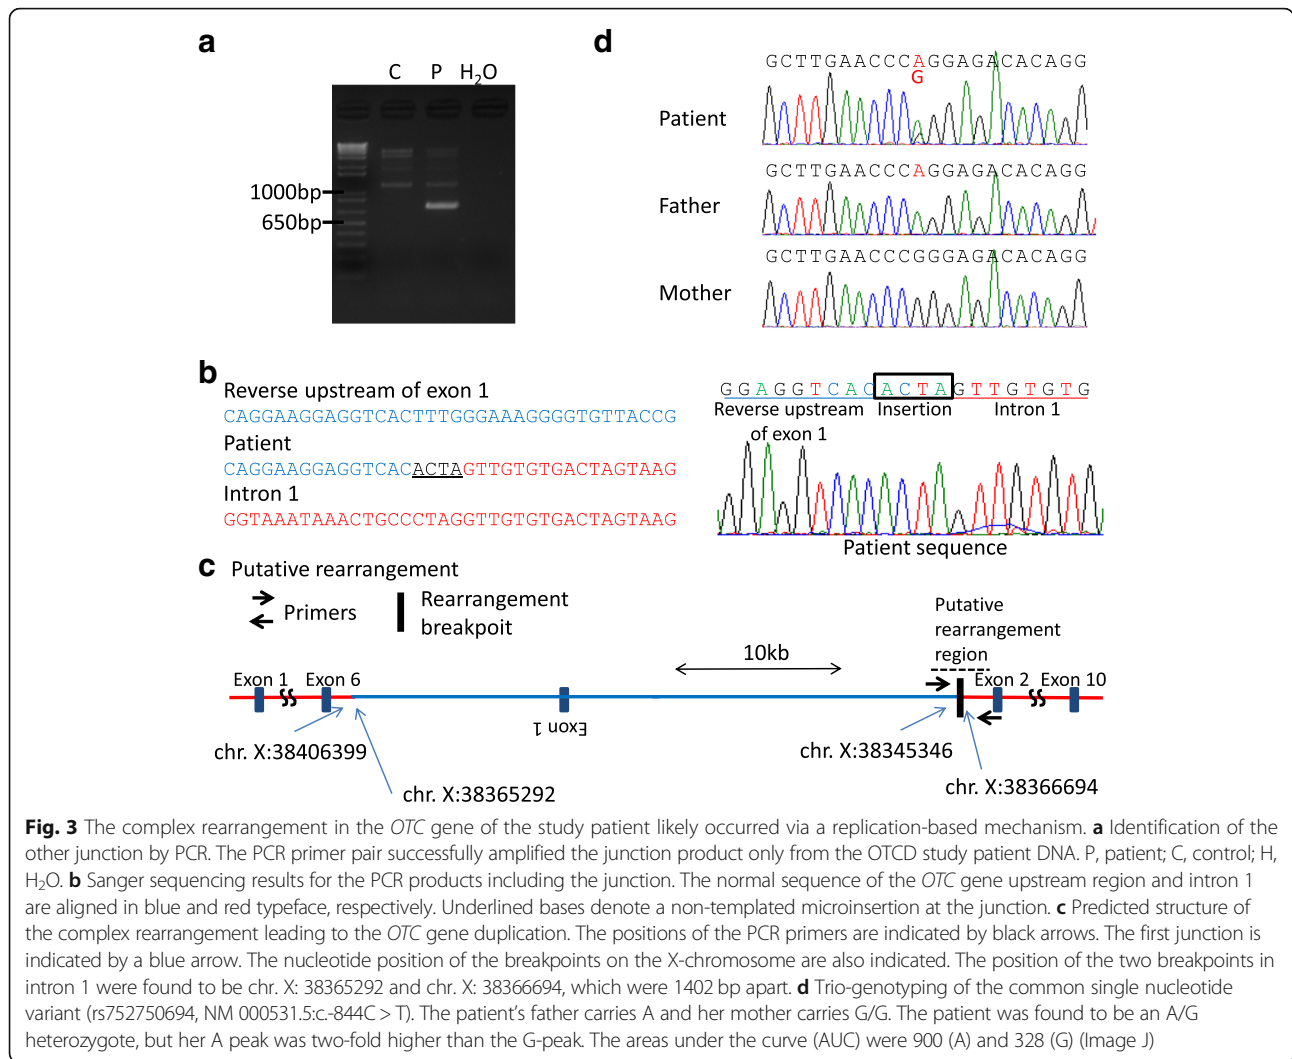 a
C P H2O
1000bp
650bp
d
GCTTGAACCCAGGAGACACAGG
G
Patient
GCTTGAACCCAGGAGACACAGG
Father
GCTTGAACCCGGGAGACACAGG
Mother
b
Reverse upstream of exon 1
CAGGAAGGAGGTCACTTTGGGAAAGGGGTGTTACCG
Patient
CAGGAAGGAGGTCACACTAGTTGTGTGACTAGTAAG
Intron 1
GGTAAATAAACTGCCCTAGGTTGTGTGACTAGTAAG
GGAGGTCACACTAGTTGTGTG
Reverse upstream of exon 1
Insertion
Intron 1
Patient sequence
c Putative rearrangement
Primers
Rearrangement
breakpoit
10kb
Putative
rearrangement
region
Exon 1 Exon 6 Exon 1 Exon 2 Exon 10
chr. X:38406399
chr. X:38365292
chr. X:38345346
chr. X:38366694
Fig. 3 The complex rearrangement in the OTC gene of the study patient likely occurred via a replication-based mechanism. a Identification of the
other junction by PCR. The PCR primer pair successfully amplified the junction product only from the OTCD study patient DNA. P, patient; C, control; H,
H2O. b Sanger sequencing results for the PCR products including the junction. The normal sequence of the OTC gene upstream region and intron 1
are aligned in blue and red typeface, respectively. Underlined bases denote a non-templated microinsertion at the junction. c Predicted structure of
the complex rearrangement leading to the OTC gene duplication. The positions of the PCR primers are indicated by black arrows. The first junction is
indicated by a blue arrow. The nucleotide position of the breakpoints on the X-chromosome are also indicated. The position of the two breakpoints in
intron 1 were found to be chr. X: 38365292 and chr. X: 38366694, which were 1402 bp apart. d Trio-genotyping of the common single nucleotide
variant (rs752750694, NM 000531.5:c.-844C > T). The patient's father carries A and her mother carries G/G. The patient was found to be an A/G
heterozygote, but her A peak was two-fold higher than the G-peak. The areas under the curve (AUC) were 900 (A) and 328 (G) (Image J)